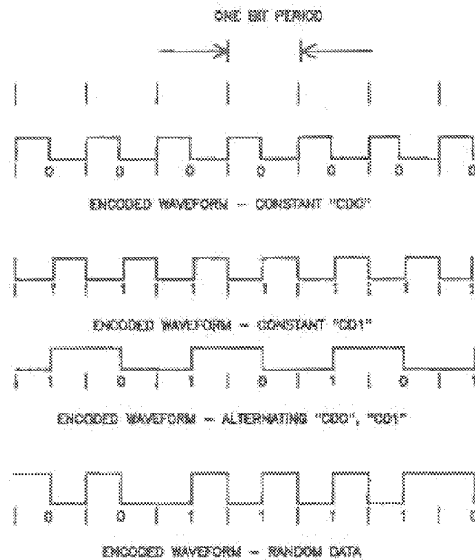 ONE BIT PERIOD
0 0 0 0 0 0 0
ENCODED WAVEFORM - CONSTANT "CD0"
1 1 1 1 1 1 1
ENCODED WAVEFORM - CONSTANT "CD1"
1 0 1 0 1 0 1
ENCODED WAVEFORM - ALTERNATING "CD0", "CD1"
0 0 1 1 1 1 0
ENCODED WAVEFORM - RANDOM DATA